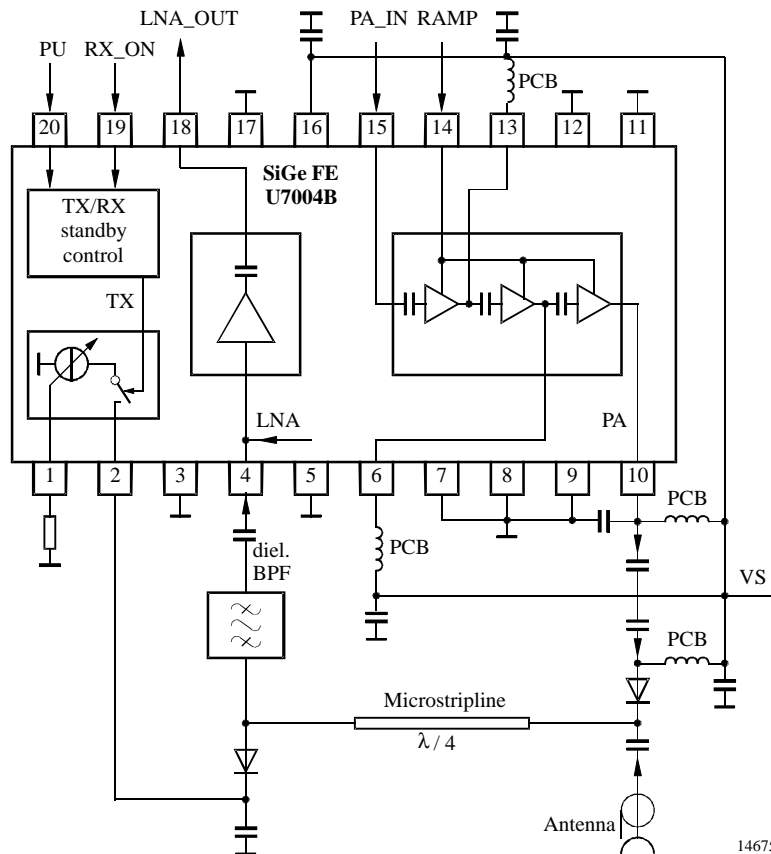 LNA_OUT PA_IN RAMP
PU RX_ON
PCB
20 19 18 17 16 15 14 13 12 11
SiGe FE
U7004B
TX/RX
standby
control
TX
LNA
PA
1 2 3 4 5 6 7 8 9 10
PCB
diel.
BPF
PCB
VS
PCB
Microstripline
λ / 4
Antenna
14675